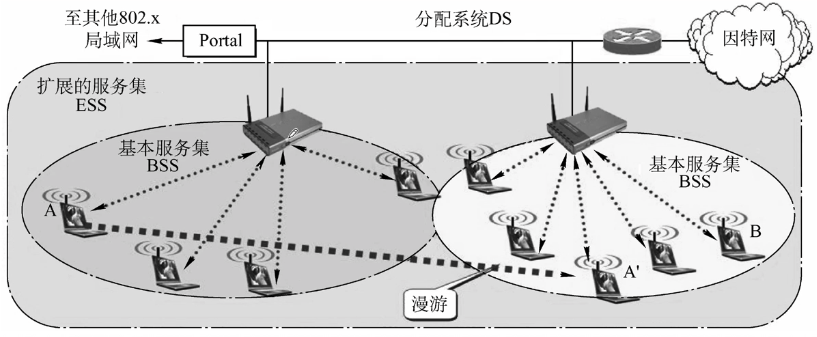 至其他802.x
局域网
Portal
分配系统DS
因特网
扩展的服务集
ESS
基本服务集
BSS
基本服务集
BSS
A
B
A'
漫游